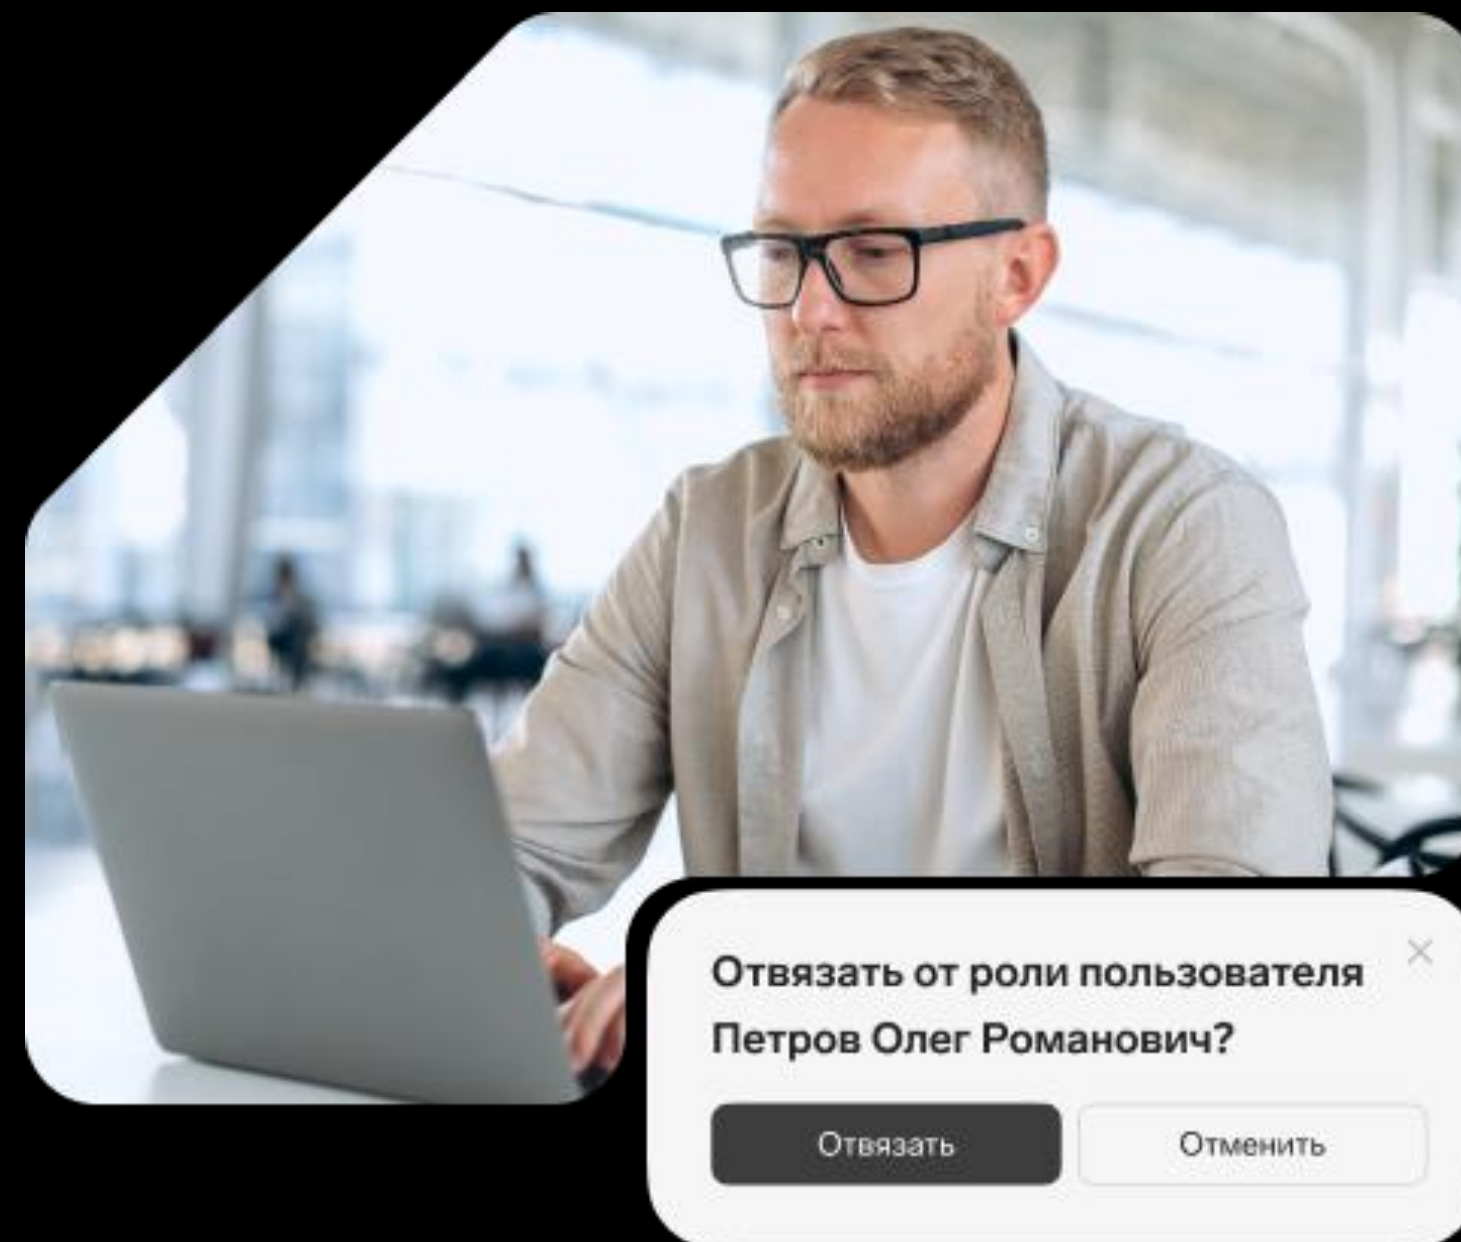 Отвязать от роли пользователя
Петров Олег Романович?
Отвязать
Отменить